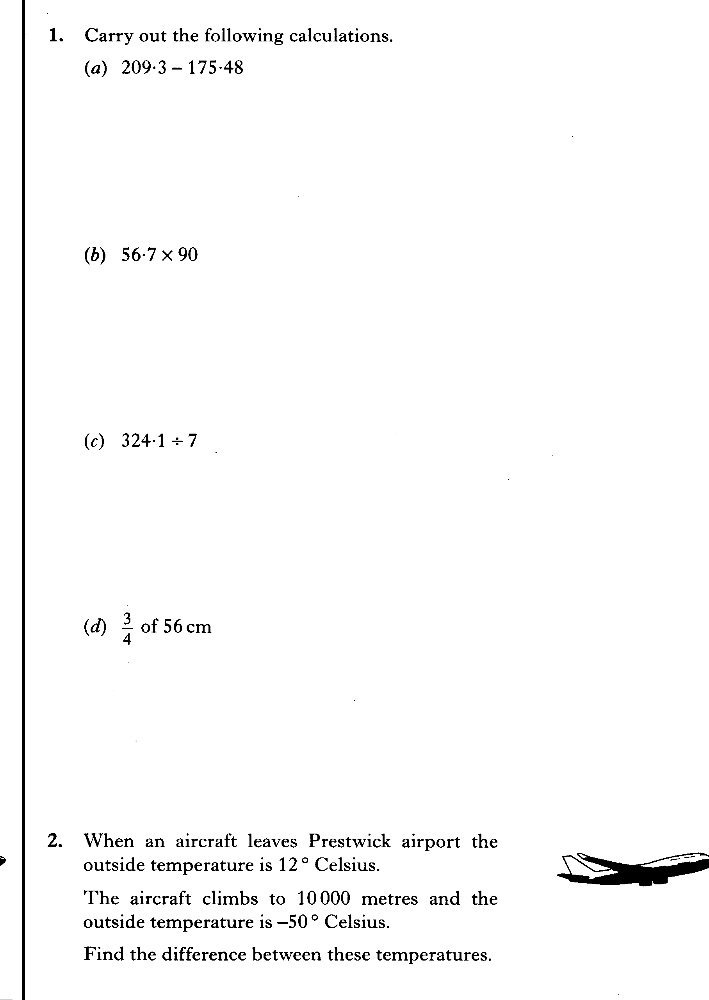 1. Carry out the following calculations.
(a) 209·3 – 175·48
(b) 56·7 × 90
(c) 324·1 ÷ 7
(d) 3/4 of 56 cm
2. When an aircraft leaves Prestwick airport the
outside temperature is 12° Celsius.
The aircraft climbs to 10 000 metres and the
outside temperature is –50° Celsius.
Find the difference between these temperatures.